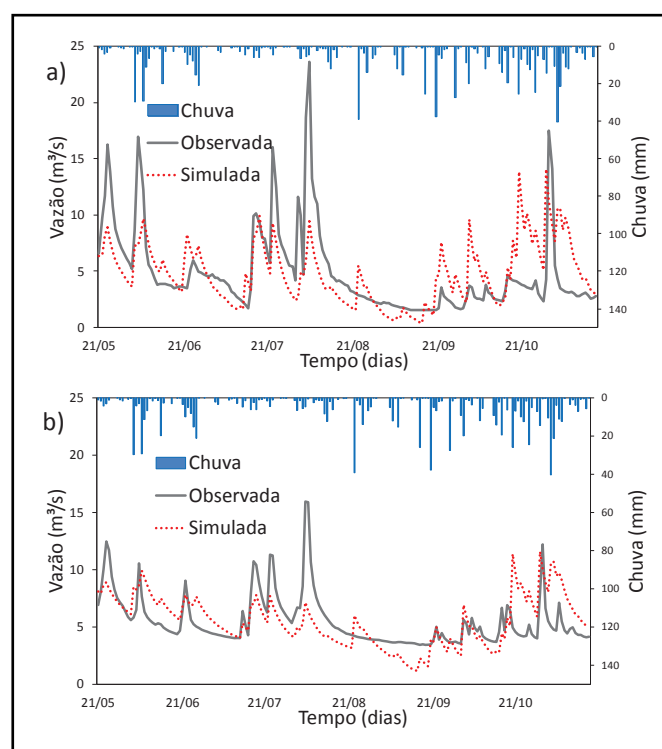 a)
25
20
15
10
5
0
Vazão (m³/s)
Chuva
Observada
Simulada
0
20
40
60
80
100
120
140
Chuva (mm)
21/05
21/06
21/07
21/08
21/09
21/10
Tempo (dias)
b)
25
20
15
10
5
0
Vazão (m³/s)
Chuva
Observada
Simulada
0
20
40
60
80
100
120
140
Chuva (mm)
21/05
21/06
21/07
21/08
21/09
21/10
Tempo (dias)